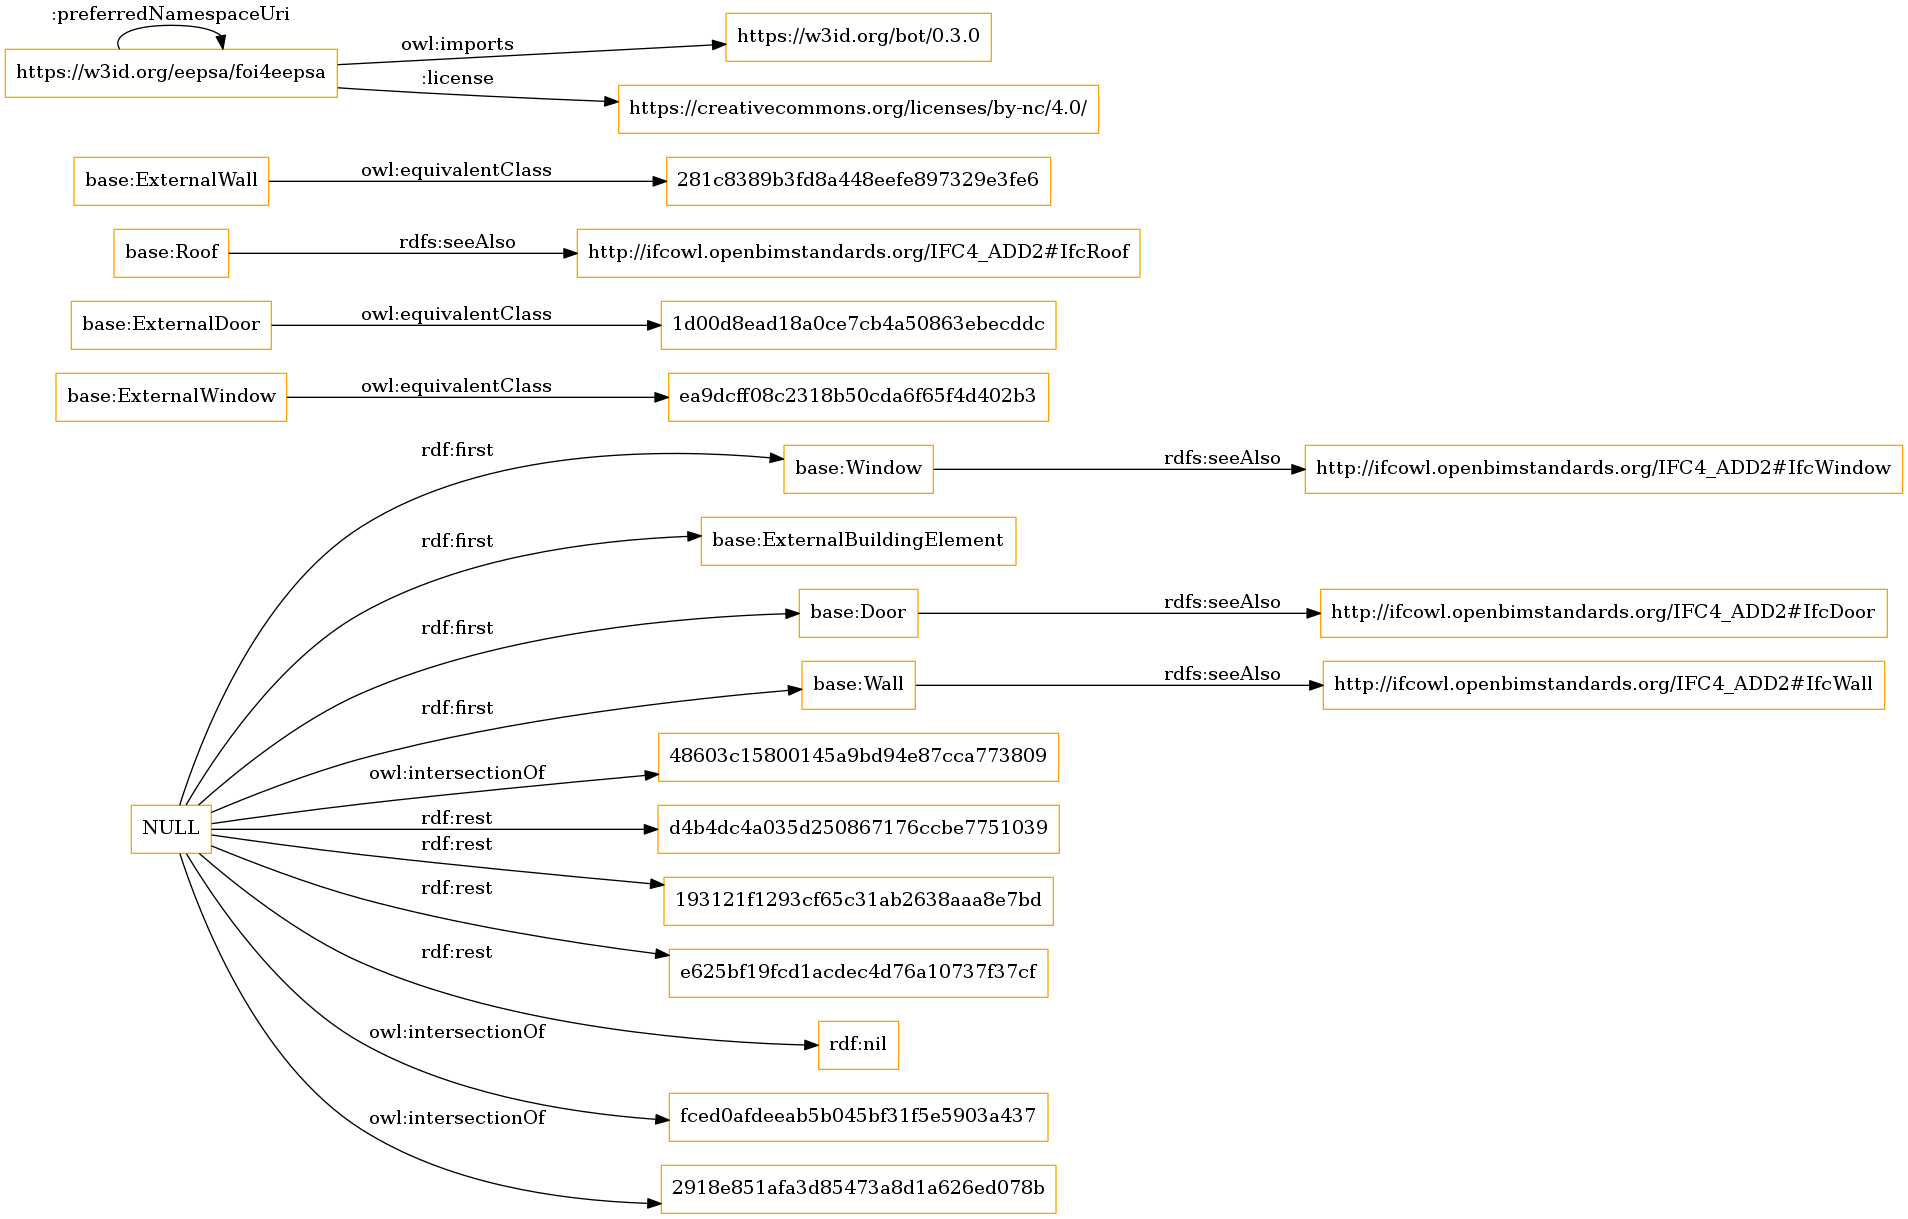 :preferredNamespaceUri
https://w3id.org/eepsa/foi4eepsa
owl:imports
https://w3id.org/bot/0.3.0
:license
https://creativecommons.org/licenses/by-nc/4.0/
base:ExternalWall
owl:equivalentClass
281c8389b3fd8a448eefe897329e3fe6
base:Roof
rdfs:seeAlso
http://ifcowl.openbimstandards.org/IFC4_ADD2#IfcRoof
base:ExternalDoor
owl:equivalentClass
1d00d8ead18a0ce7cb4a50863ebecddc
base:ExternalWindow
owl:equivalentClass
ea9dcff08c2318b50cda6f65f4d402b3
rdf:first
base:Window
rdfs:seeAlso
http://ifcowl.openbimstandards.org/IFC4_ADD2#IfcWindow
rdf:first
base:ExternalBuildingElement
rdf:first
base:Door
rdfs:seeAlso
http://ifcowl.openbimstandards.org/IFC4_ADD2#IfcDoor
rdf:first
base:Wall
rdfs:seeAlso
http://ifcowl.openbimstandards.org/IFC4_ADD2#IfcWall
owl:intersectionOf
48603c15800145a9bd94e87cca773809
NULL
rdf:rest
d4b4dc4a035d250867176ccbe7751039
rdf:rest
193121f1293cf65c31ab2638aaa8e7bd
rdf:rest
e625bf19fcd1acdec4d76a10737f37cf
rdf:rest
rdf:nil
owl:intersectionOf
fced0afdeeab5b045bf31f5e5903a437
owl:intersectionOf
2918e851afa3d85473a8d1a626ed078b